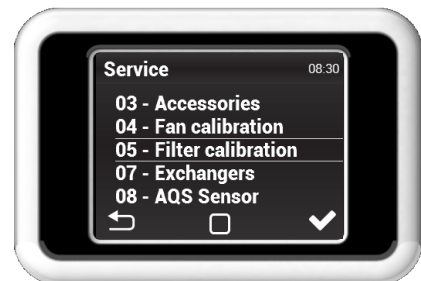 Service 08:30
03 - Accessories
04 - Fan calibration
05 - Filter calibration
07 - Exchangers
08 - AQS Sensor